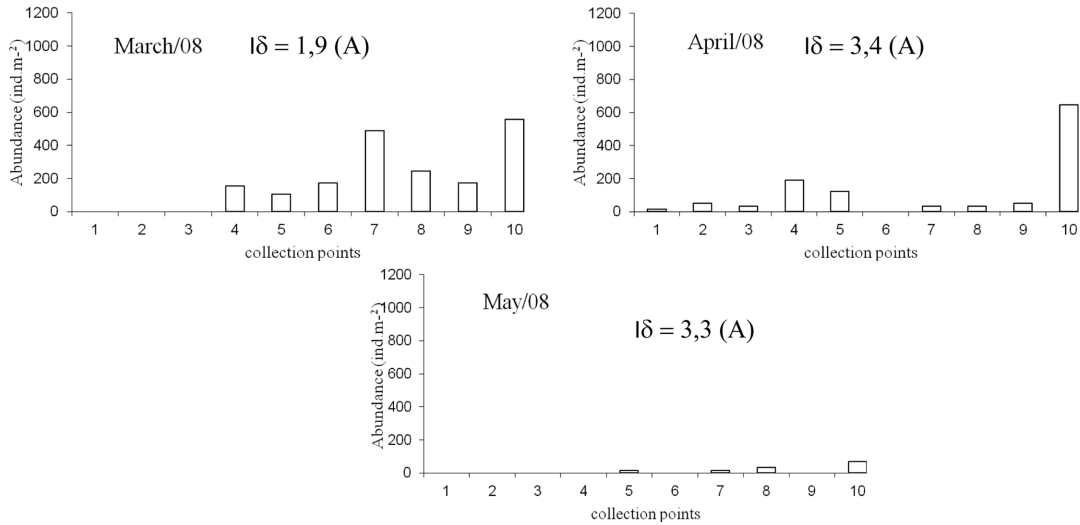 March/08 Iδ = 1,9 (A)
Abundance (ind.m-²)
1200
1000
800
600
400
200
0
1 2 3 4 5 6 7 8 9 10
collection points
April/08 Iδ = 3,4 (A)
Abundance (ind.m-²)
1200
1000
800
600
400
200
0
1 2 3 4 5 6 7 8 9 10
collection points
May/08
Iδ = 3,3 (A)
Abundance (ind.m-²)
1200
1000
800
600
400
200
0
1 2 3 4 5 6 7 8 9 10
collection points